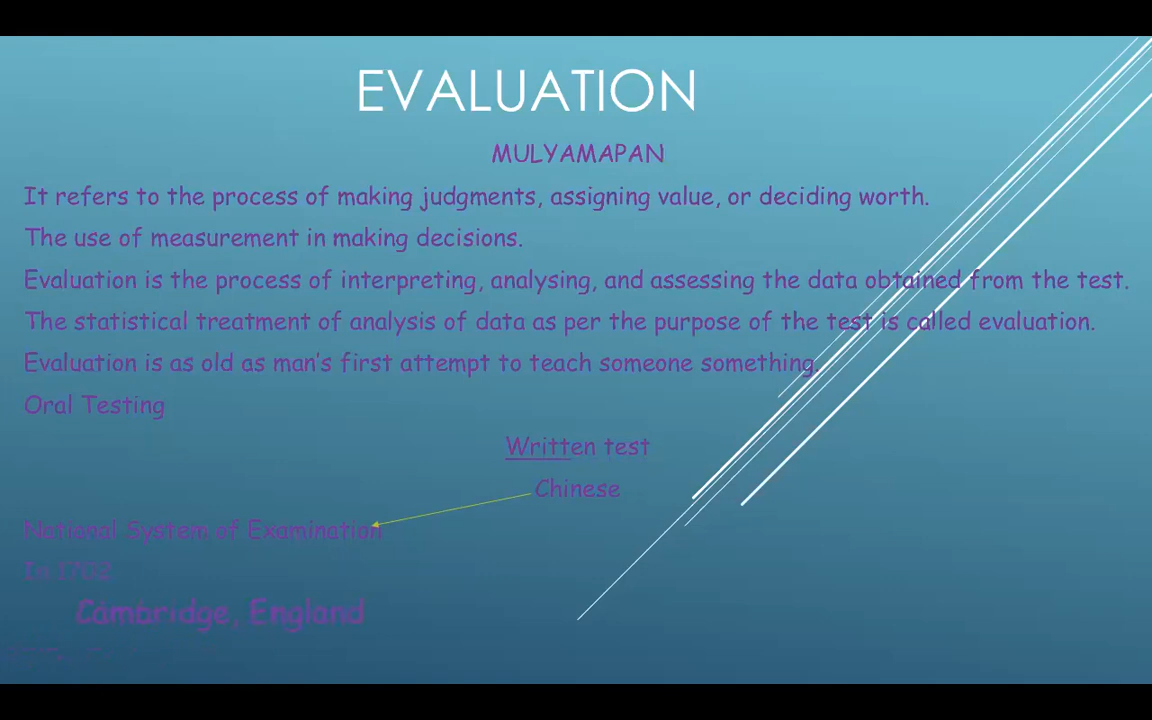 EVALUATION
MULYAMAPAN
It refers to the process of making judgments, assigning value, or deciding worth.
The use of measurement in making decisions.
Evaluation is the process of interpreting, analysing, and assessing the data obtained from the test.
The statistical treatment of analysis of data as per the purpose of the test is called evaluation.
Evaluation is as old as man's first attempt to teach someone something.
Oral Testing
Written test
Chinese
National System of Examination
In 1702
Cambridge, England